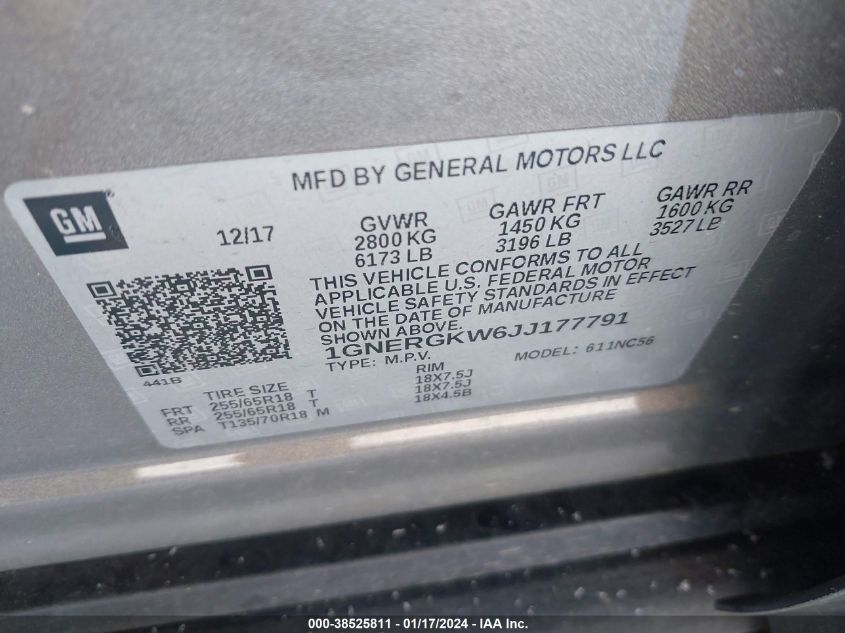 MFD BY GENERAL MOTORS LLC
GM
12/17
GVWR
2800 KG
6173 LB
GAWR FRT
1450 KG
3196 LB
GAWR RR
1600 KG
3527 LB
THIS VEHICLE CONFORMS TO ALL
APPLICABLE U.S. FEDERAL MOTOR
VEHICLE SAFETY STANDARDS IN EFFECT
ON THE DATE OF MANUFACTURE
SHOWN ABOVE.
1GNERGKW6JJ177791
TYPE: M.P.V. MODEL: 611NC56
441B
TIRE SIZE RIM
FRT 255/65R18 T 18X7.5J
RR 255/65R18 T 18X7.5J
SPA T135/70R18 M 18X4.5B
000-38525811 - 01/17/2024 - IAA Inc.